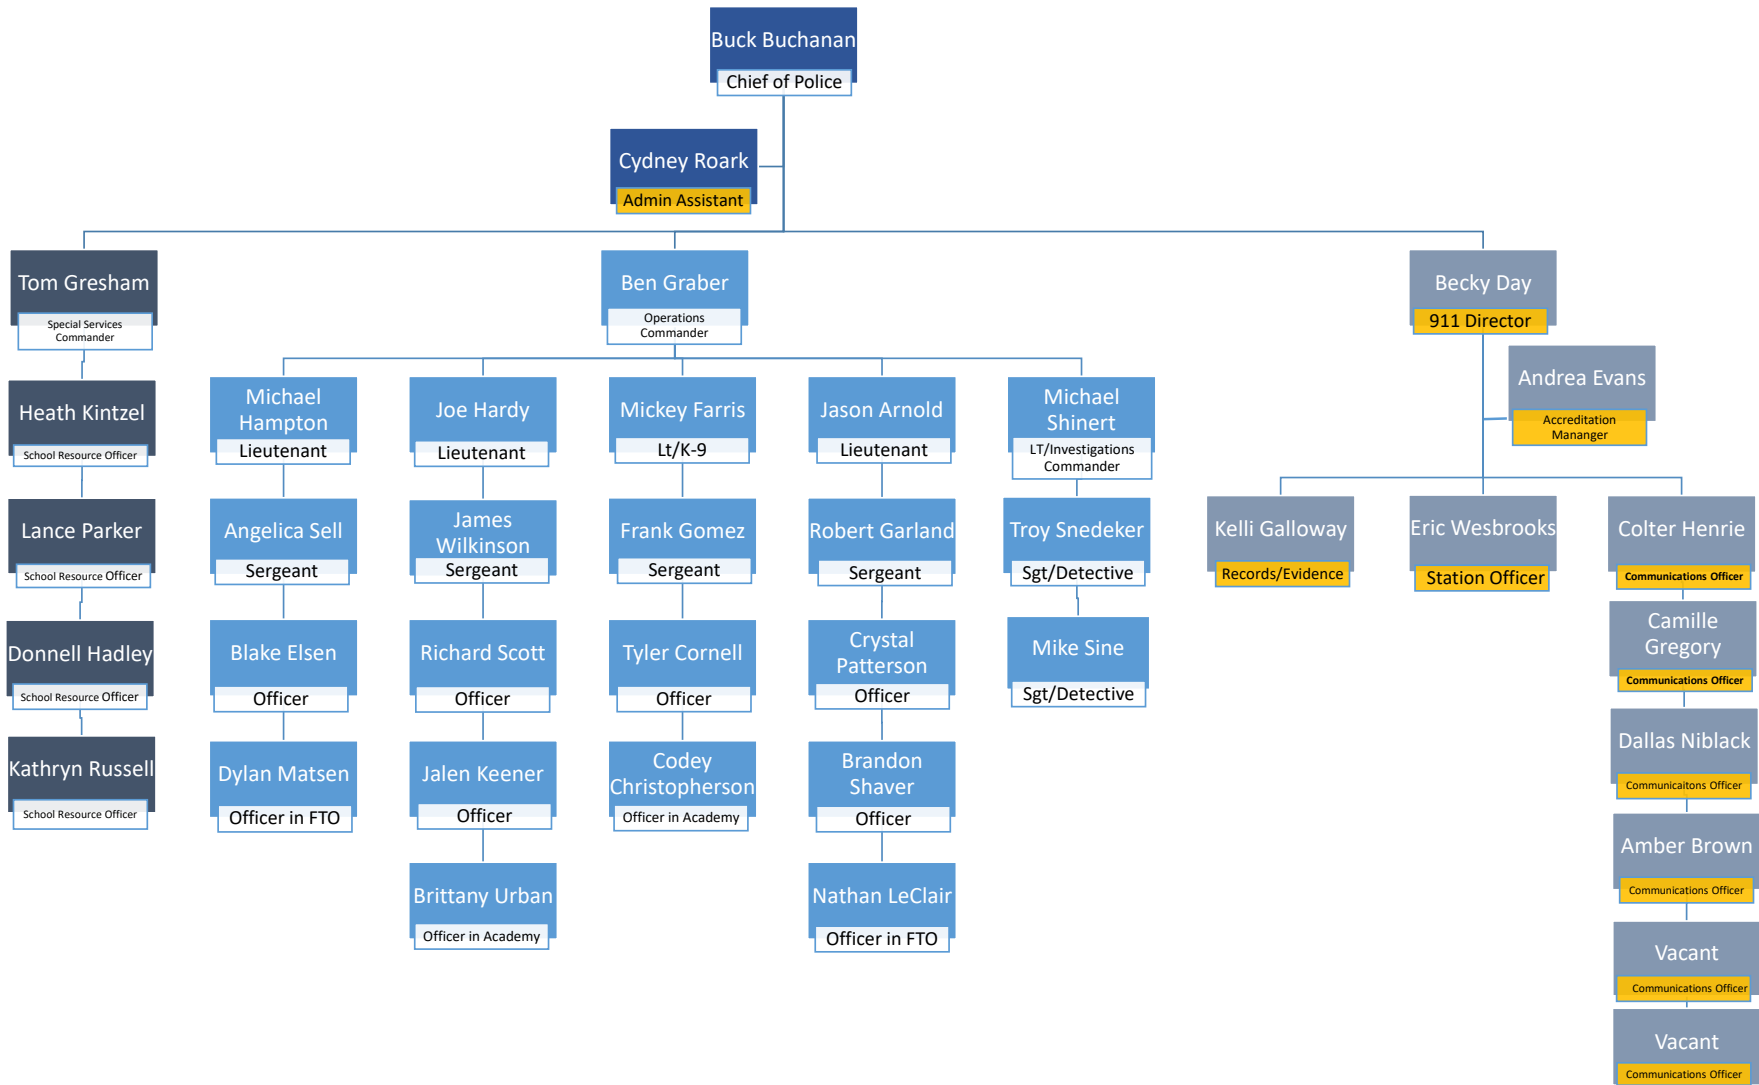 Buck Buchanan
Chief of Police
Cydney Roark
Admin Assistant
Tom Gresham
Special Services
Commander
Heath Kintzel
School Resource Officer
Lance Parker
School Resource Officer
Donnell Hadley
School Resource Officer
Kathryn Russell
School Resource Officer
Ben Graber
Operations
Commander
Michael
Hampton
Lieutenant
Angelica Sell
Sergeant
Blake Elsen
Officer
Dylan Matsen
Officer in FTO
Joe Hardy
Lieutenant
James
Wilkinson
Sergeant
Richard Scott
Officer
Jalen Keener
Officer
Brittany Urban
Officer in Academy
Mickey Farris
Lt/K-9
Frank Gomez
Sergeant
Tyler Cornell
Officer
Codey
Christopherson
Officer in Academy
Jason Arnold
Lieutenant
Robert Garland
Sergeant
Crystal
Patterson
Officer
Brandon
Shaver
Officer
Nathan LeClair
Officer in FTO
Michael
Shinert
LT/Investigations
Commander
Troy Snedeker
Sgt/Detective
Mike Sine
Sgt/Detective
Becky Day
911 Director
Andrea Evans
Accreditation
Mananger
Kelli Galloway
Records/Evidence
Eric Wesbrooks
Station Officer
Colter Henrie
Communications Officer
Camille
Gregory
Communications Officer
Dallas Niblack
Communicaitons Officer
Amber Brown
Communications Officer
Vacant
Communications Officer
Vacant
Communications Officer